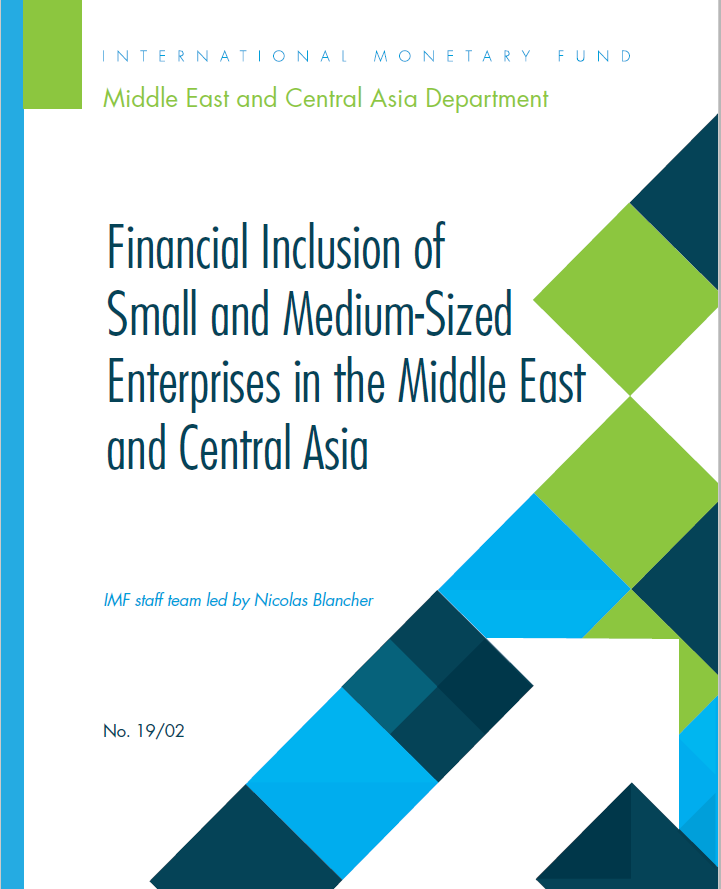 INTERNATIONAL MONETARY FUND
Middle East and Central Asia Department
Financial Inclusion of
Small and Medium-Sized
Enterprises in the Middle East
and Central Asia
IMF staff team led by Nicolas Blancher
No. 19/02